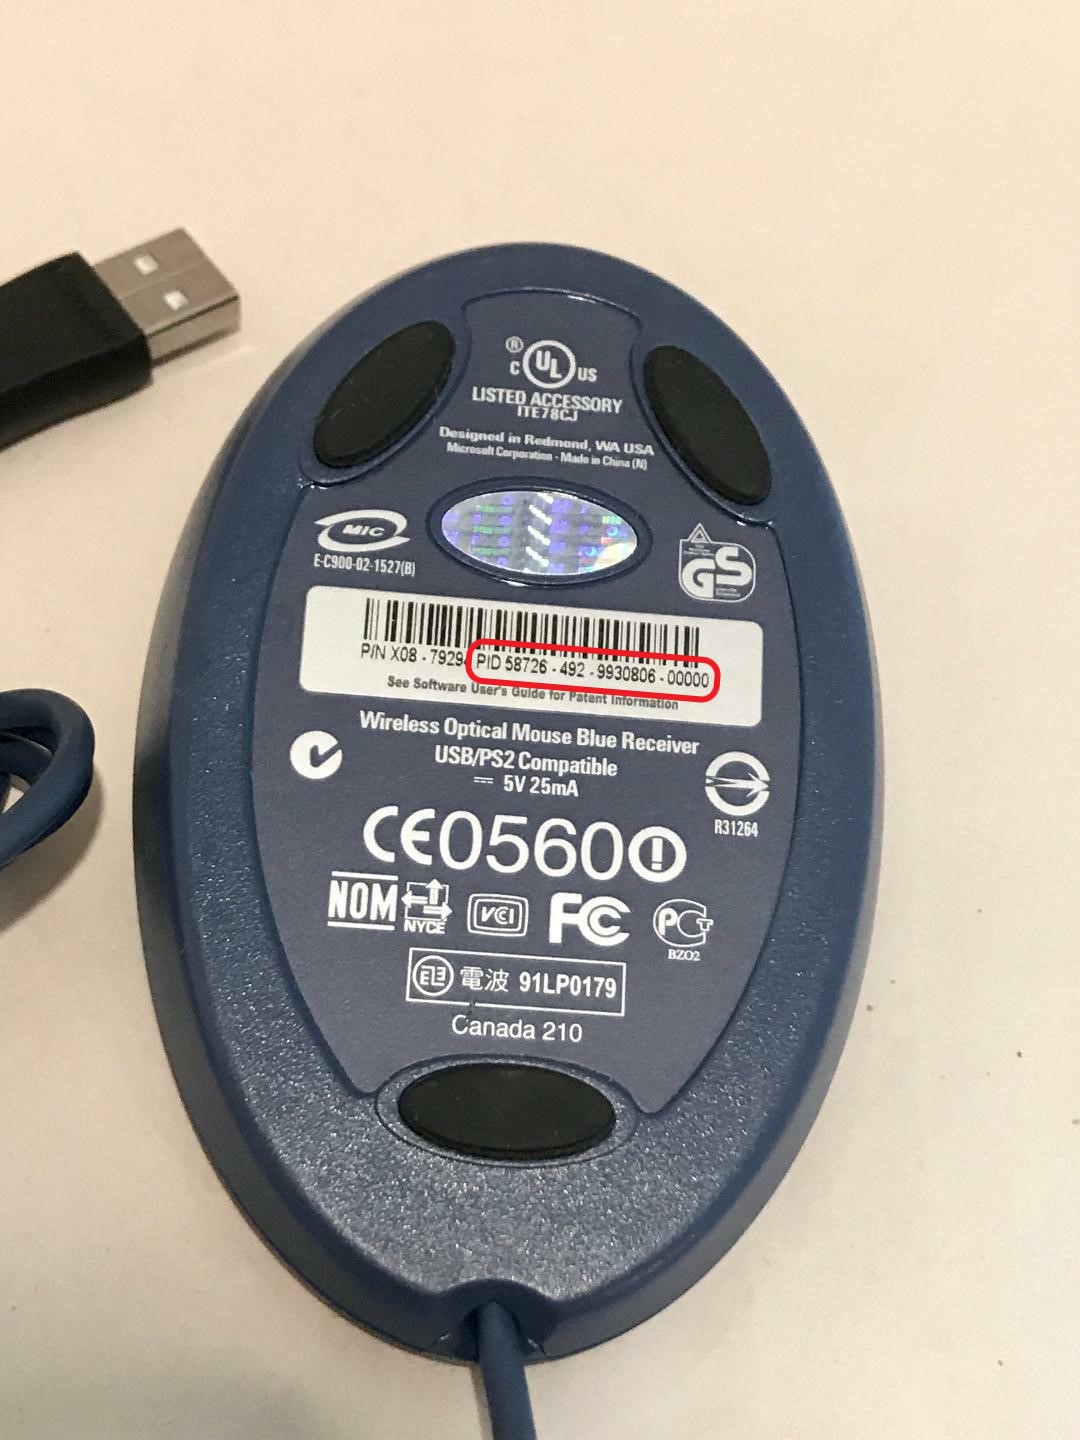 ® C UL US
LISTED ACCESSORY
ITE78CJ
Designed in Redmond, WA USA
Microsoft Corporation - Made in China (N)
MIC
E-C900-02-1527(B)
GS
P/N X08 - 7929 PID 58726 - 492 - 9930806 - 00000
See Software User's Guide for Patent Information
Wireless Optical Mouse Blue Receiver
USB/PS2 Compatible
5V 25mA
R31264
CE0560
NOM NYCE VCI FC PCT
BZ02
電波 91LP0179
Canada 210